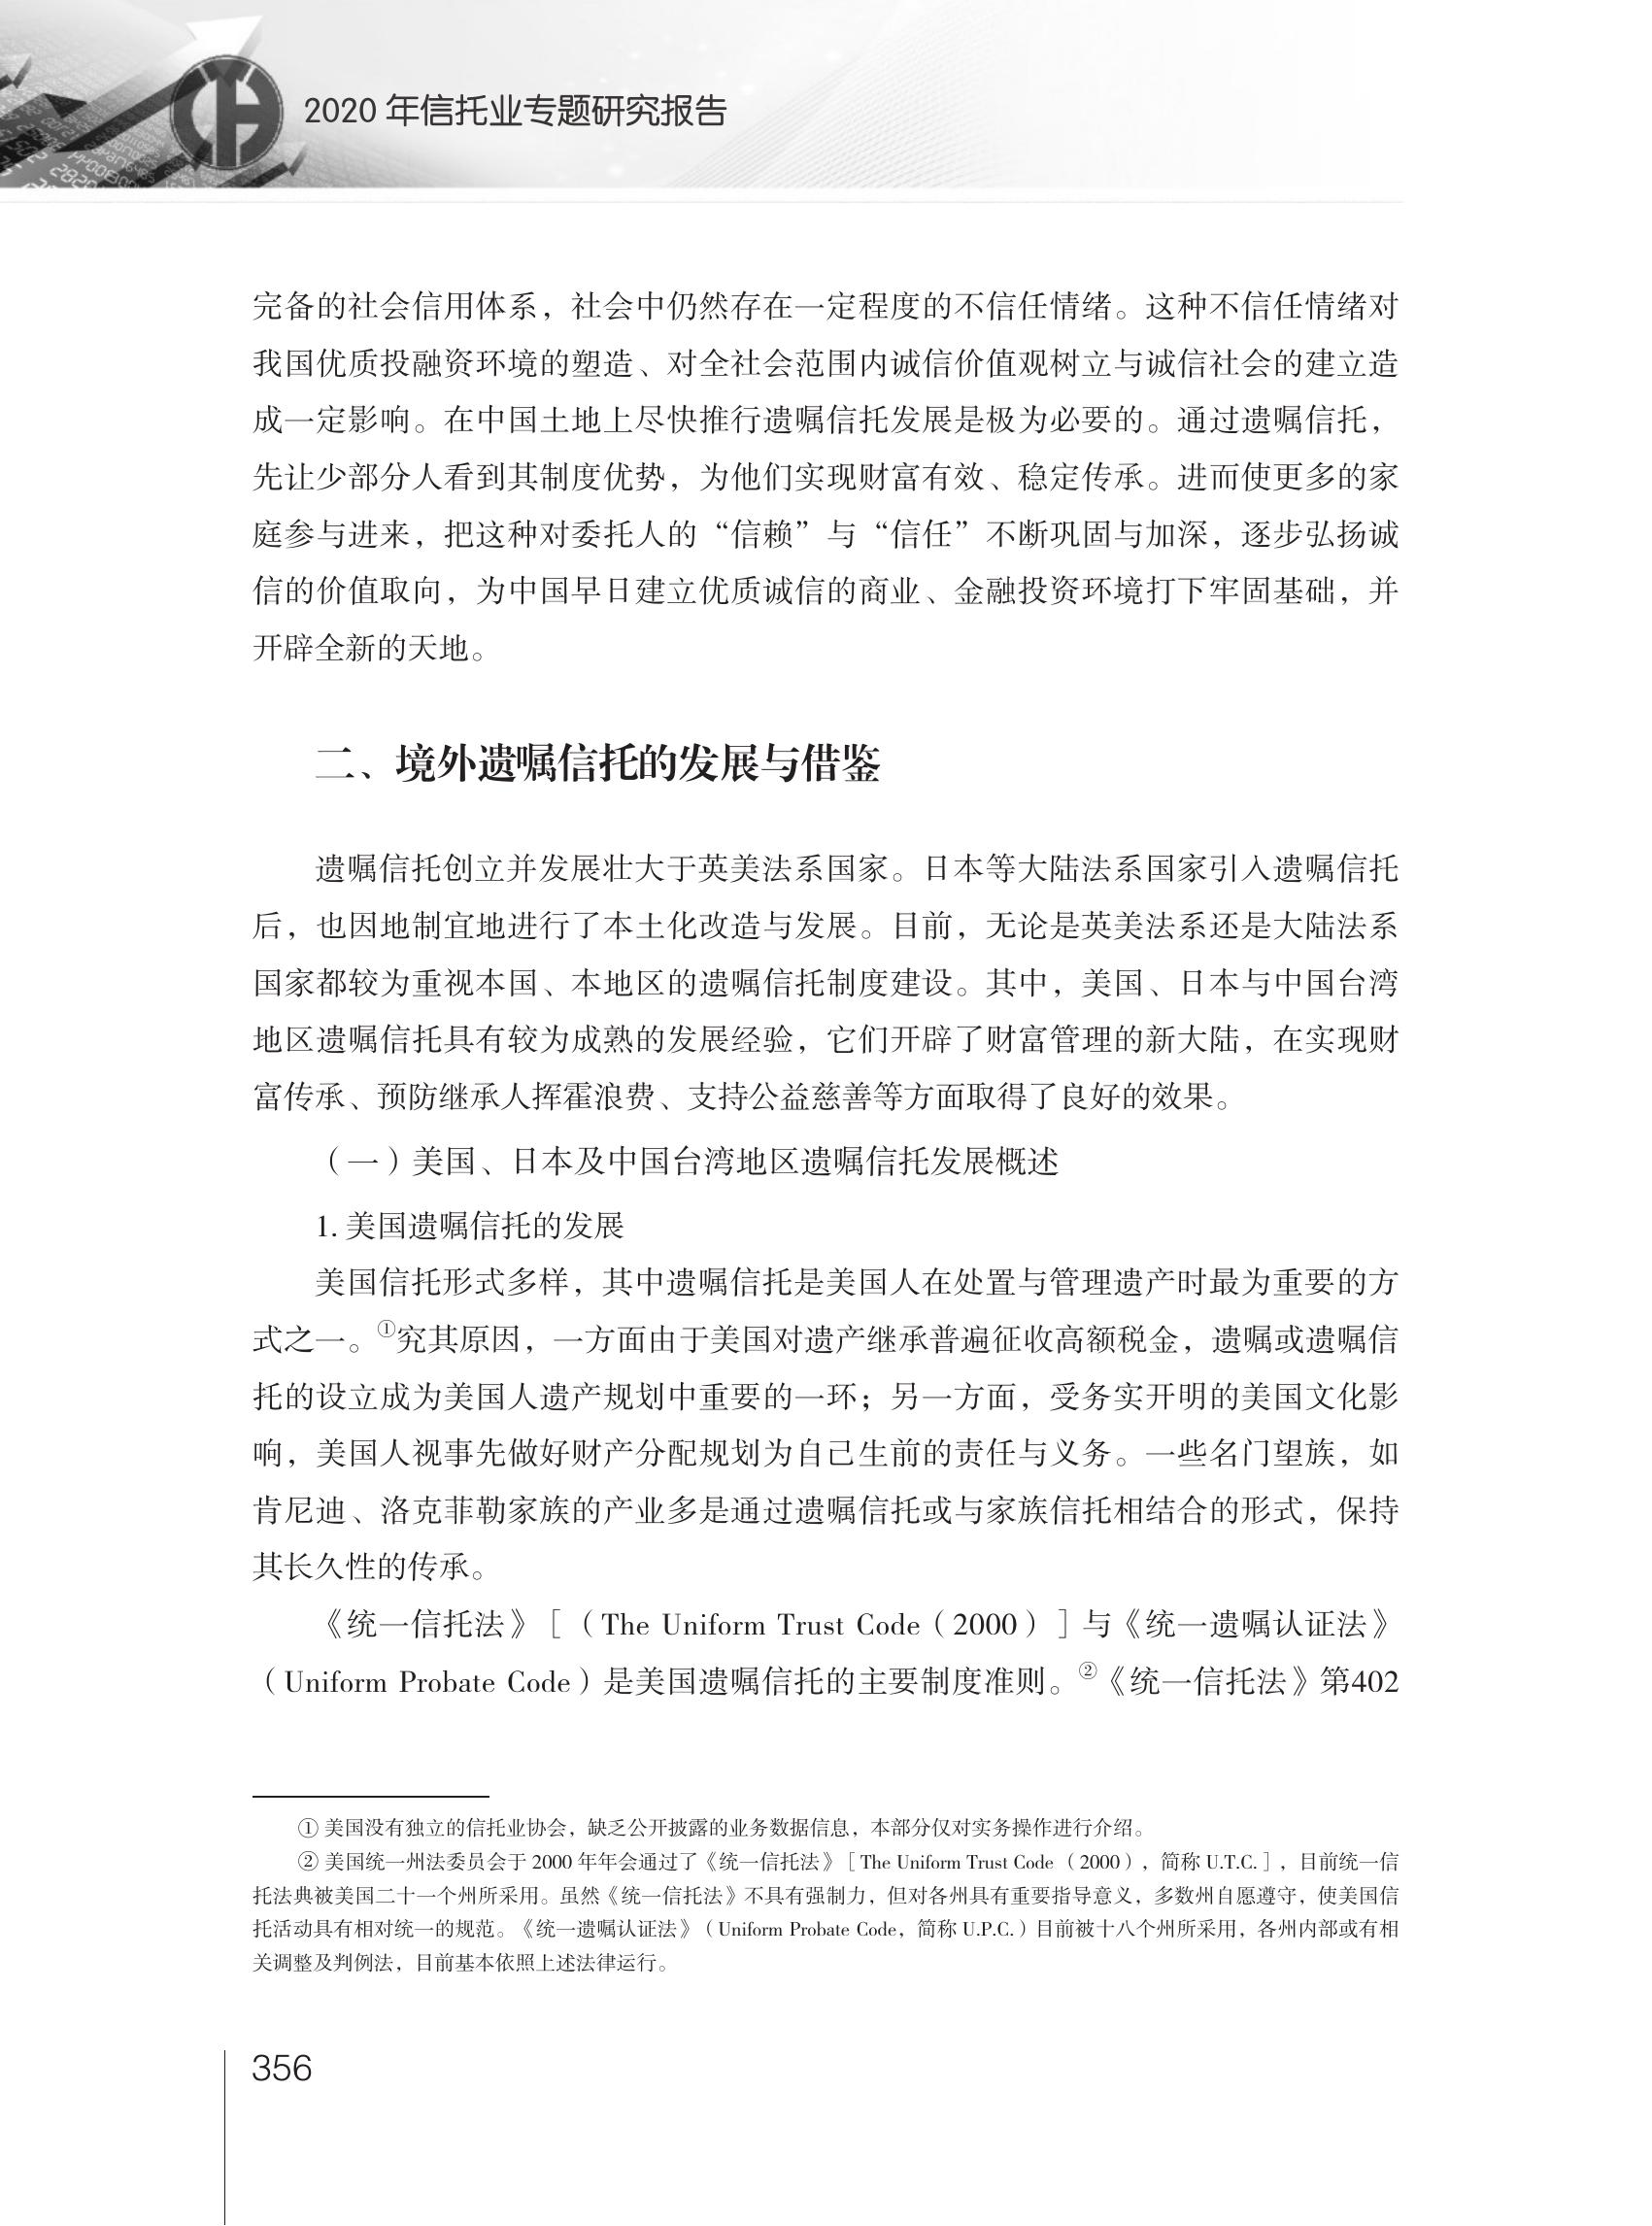 2020 年信托业专题研究报告
完备的社会信用体系，社会中仍然存在一定程度的不信任情绪。这种不信任情绪对
我国优质投融资环境的塑造、对全社会范围内诚信价值观树立与诚信社会的建立造
成一定影响。在中国土地上尽快推行遗嘱信托发展是极为必要的。通过遗嘱信托，
先让少部分人看到其制度优势，为他们实现财富有效、稳定传承。进而使更多的家
庭参与进来，把这种对委托人的“信赖”与“信任”不断巩固与加深，逐步弘扬诚
信的价值取向，为中国早日建立优质诚信的商业、金融投资环境打下牢固基础，并
开辟全新的天地。
二、境外遗嘱信托的发展与借鉴
遗嘱信托创立并发展壮大于英美法系国家。日本等大陆法系国家引入遗嘱信托
后，也因地制宜地进行了本土化改造与发展。目前，无论是英美法系还是大陆法系
国家都较为重视本国、本地区的遗嘱信托制度建设。其中，美国、日本与中国台湾
地区遗嘱信托具有较为成熟的发展经验，它们开辟了财富管理的新大陆，在实现财
富传承、预防继承人挥霍浪费、支持公益慈善等方面取得了良好的效果。
（一）美国、日本及中国台湾地区遗嘱信托发展概述
1. 美国遗嘱信托的发展
美国信托形式多样，其中遗嘱信托是美国人在处置与管理遗产时最为重要的方
式之一。①究其原因，一方面由于美国对遗产继承普遍征收高额税金，遗嘱或遗嘱信
托的设立成为美国人遗产规划中重要的一环；另一方面，受务实开明的美国文化影
响，美国人视事先做好财产分配规划为自己生前的责任与义务。一些名门望族，如
肯尼迪、洛克菲勒家族的产业多是通过遗嘱信托或与家族信托相结合的形式，保持
其长久性的传承。
《统一信托法》［（The Uniform Trust Code（2000）］与《统一遗嘱认证法》
（Uniform Probate Code）是美国遗嘱信托的主要制度准则。②《统一信托法》第402
① 美国没有独立的信托业协会，缺乏公开披露的业务数据信息，本部分仅对实务操作进行介绍。
② 美国统一州法委员会于 2000 年年会通过了《统一信托法》［The Uniform Trust Code （2000），简称 U.T.C.］，目前统一信
托法典被美国二十一个州所采用。虽然《统一信托法》不具有强制力，但对各州具有重要指导意义，多数州自愿遵守，使美国信
托活动具有相对统一的规范。《统一遗嘱认证法》（Uniform Probate Code，简称 U.P.C.）目前被十八个州所采用，各州内部或有相
关调整及判例法，目前基本依照上述法律运行。
356